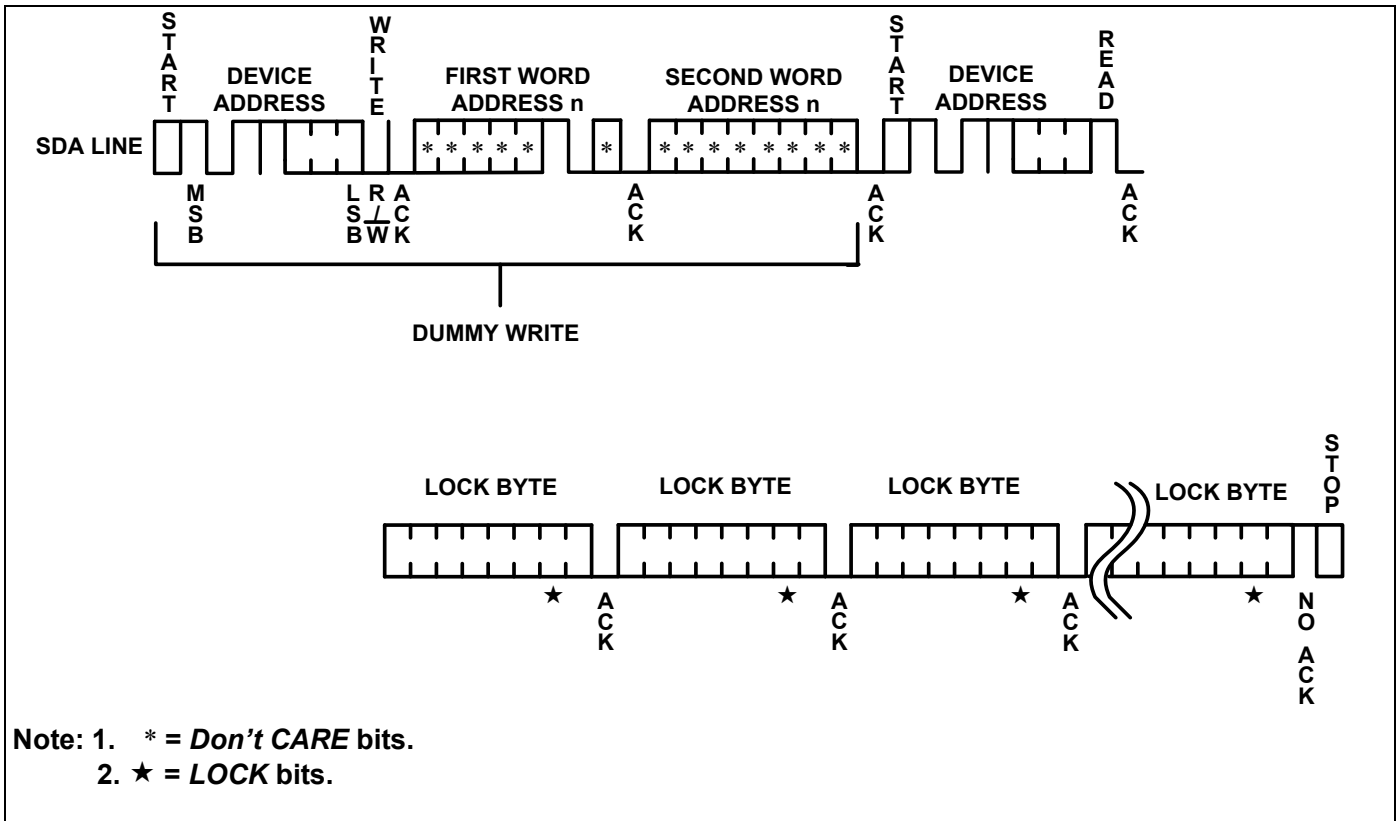 START
WRITE
START
READ
DEVICE
ADDRESS
FIRST WORD
ADDRESS n
SECOND WORD
ADDRESS n
DEVICE
ADDRESS
SDA LINE
* * * * *
*
* * * * * * * *
MSB
LSB
R/W
ACK
ACK
ACK
ACK
DUMMY WRITE
STOP
LOCK BYTE
LOCK BYTE
LOCK BYTE
LOCK BYTE
★
ACK
★
ACK
★
ACK
★
NO ACK
Note: 1. * = Don't CARE bits.
2. ★ = LOCK bits.